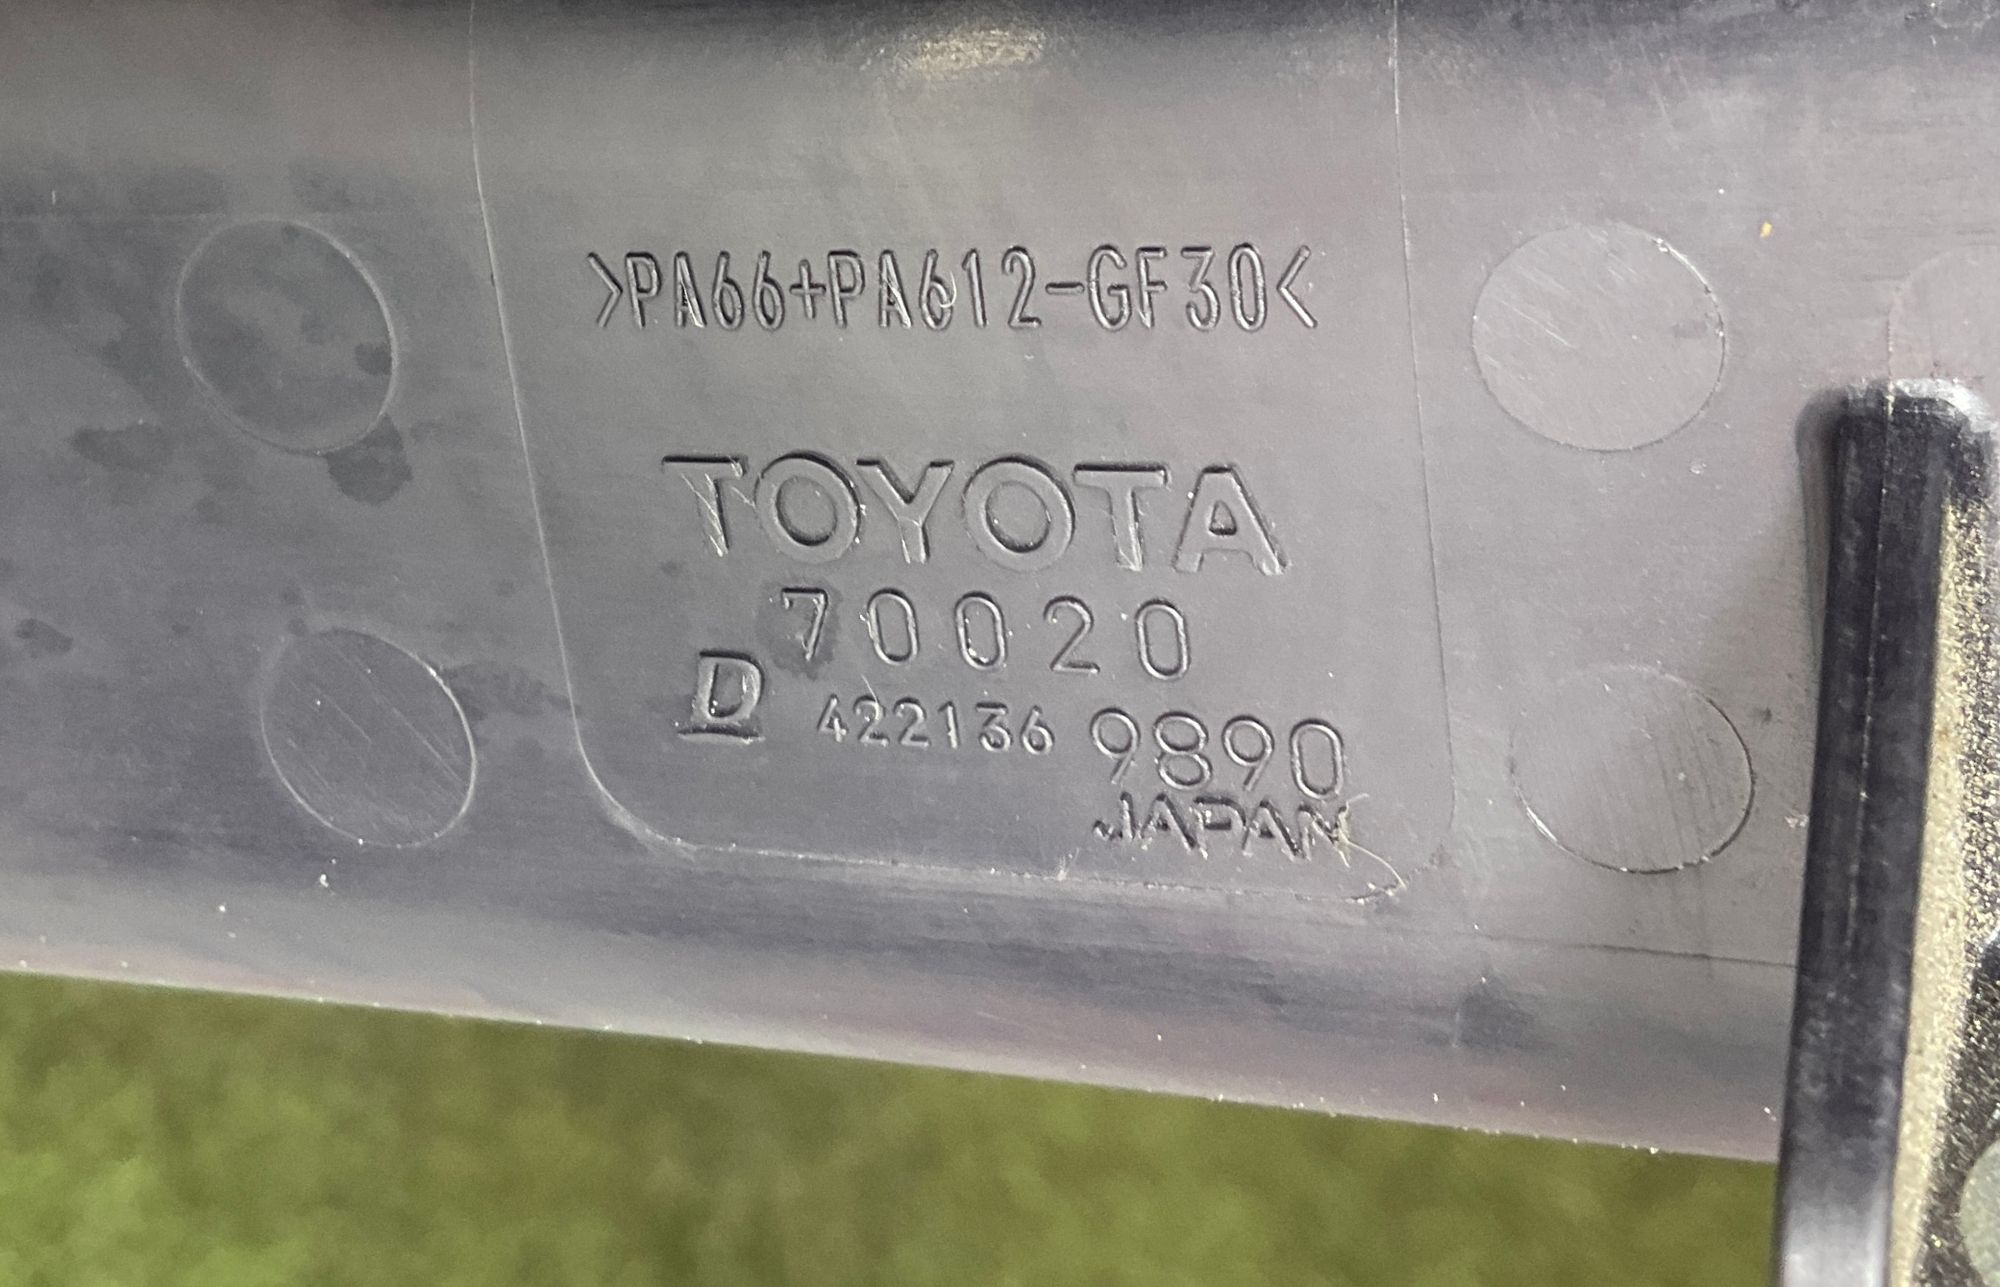 >PA66+PA612-GF30<
TOYOTA
70020
D 422136 9890
JAPAN